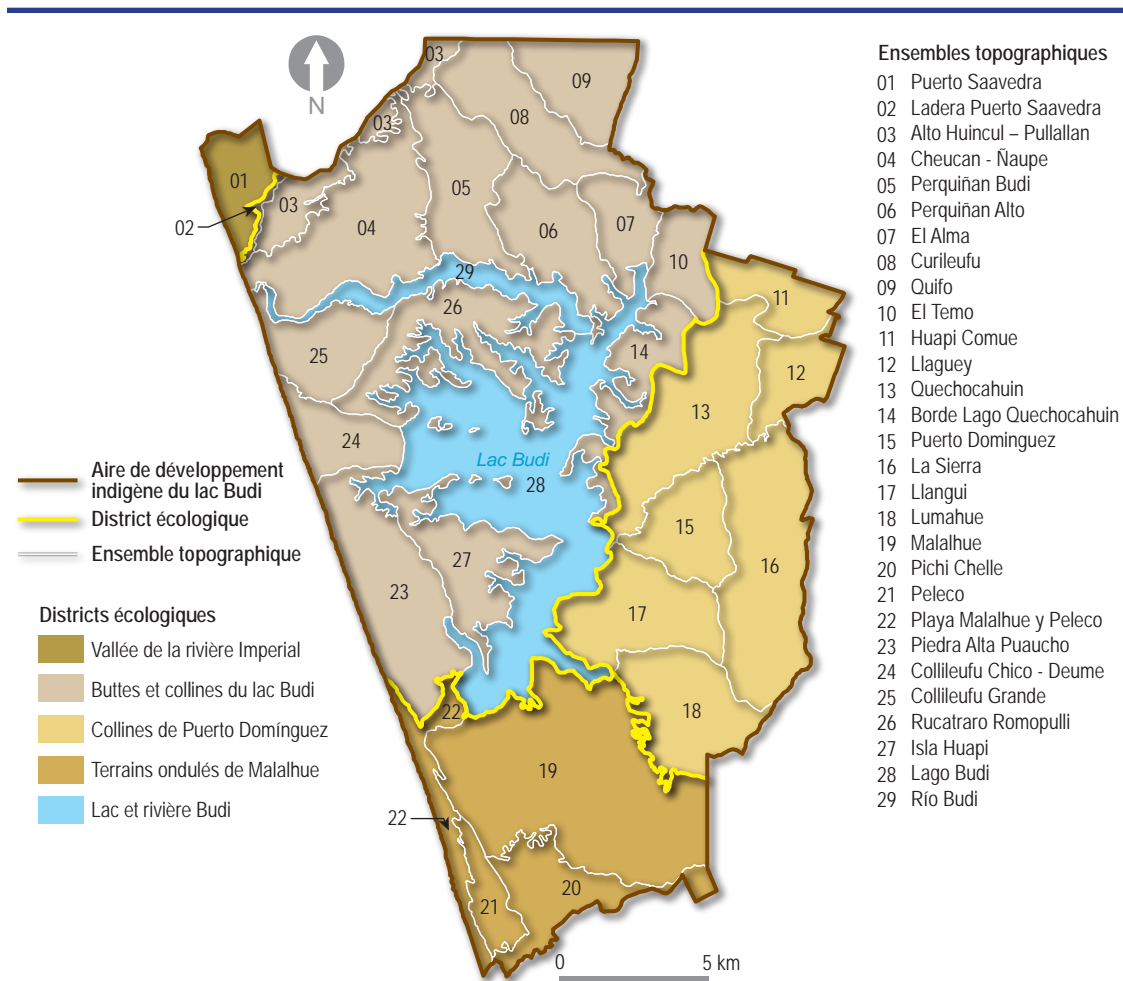 N
03
09
08
03
01
03
05
02
04
06
07
10
29
11
26
25
14
12
13
24
Lac Budi
28
15
16
27
23
17
22
18
19
22
20
21
0 5 km
Aire de développement
indigène du lac Budi
District écologique
Ensemble topographique
Districts écologiques
Vallée de la rivière Imperial
Buttes et collines du lac Budi
Collines de Puerto Domínguez
Terrains ondulés de Malalhue
Lac et rivière Budi
Ensembles topographiques
01 Puerto Saavedra
02 Ladera Puerto Saavedra
03 Alto Huincul – Pullallan
04 Cheucan - Ñaupe
05 Perquiñan Budi
06 Perquiñan Alto
07 El Alma
08 Curileufu
09 Quifo
10 El Temo
11 Huapi Comue
12 Llaguey
13 Quechocahuin
14 Borde Lago Quechocahuin
15 Puerto Dominguez
16 La Sierra
17 Llangui
18 Lumahue
19 Malalhue
20 Pichi Chelle
21 Peleco
22 Playa Malalhue y Peleco
23 Piedra Alta Puaucho
24 Collileufu Chico - Deume
25 Collileufu Grande
26 Rucatraro Romopulli
27 Isla Huapi
28 Lago Budi
29 Río Budi